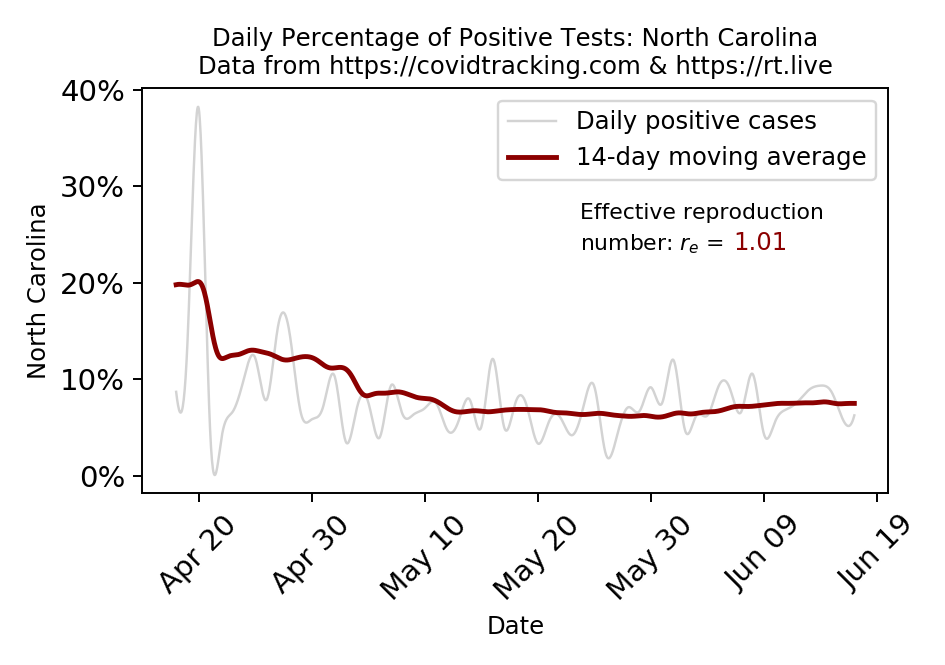 Daily Percentage of Positive Tests: North Carolina
Data from https://covidtracking.com & https://rt.live
40%
30%
20%
10%
0%
North Carolina
Daily positive cases
14-day moving average
Effective reproduction
number: rₑ = 1.01
Apr 20
Apr 30
May 10
May 20
May 30
Jun 09
Jun 19
Date